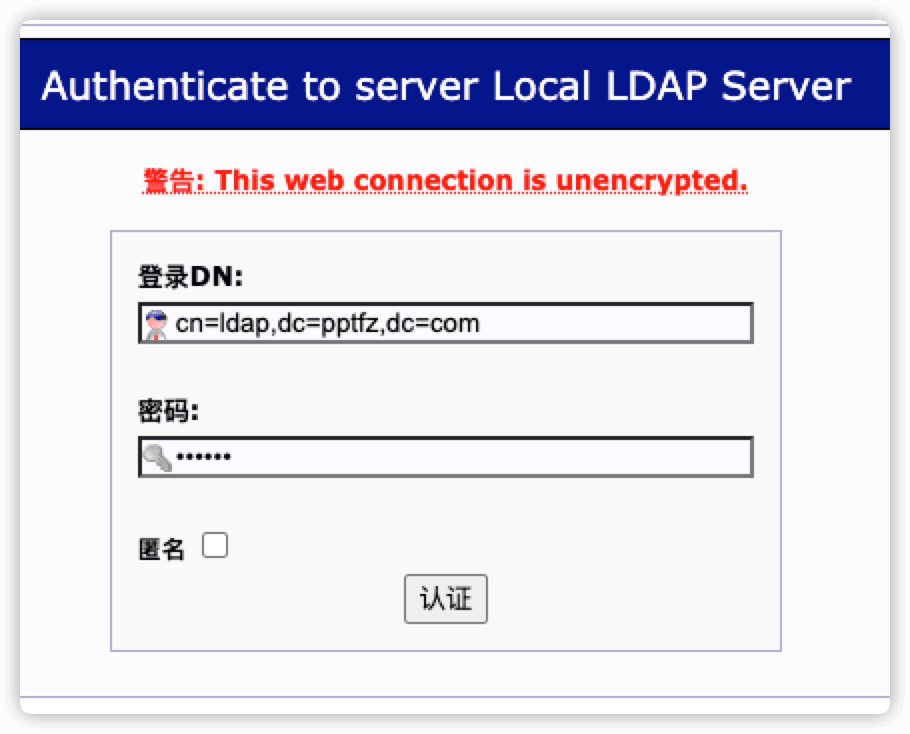 Authenticate to server Local LDAP Server
警告: This web connection is unencrypted.
登录DN:
cn=ldap,dc=pptfz,dc=com
密码:
••••••
匿名
认证